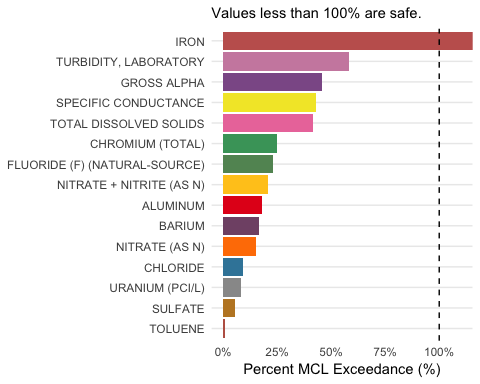 Values less than 100% are safe.
IRON
TURBIDITY, LABORATORY
GROSS ALPHA
SPECIFIC CONDUCTANCE
TOTAL DISSOLVED SOLIDS
CHROMIUM (TOTAL)
FLUORIDE (F) (NATURAL-SOURCE)
NITRATE + NITRITE (AS N)
ALUMINUM
BARIUM
NITRATE (AS N)
CHLORIDE
URANIUM (PCI/L)
SULFATE
TOLUENE
0% 25% 50% 75% 100%
Percent MCL Exceedance (%)